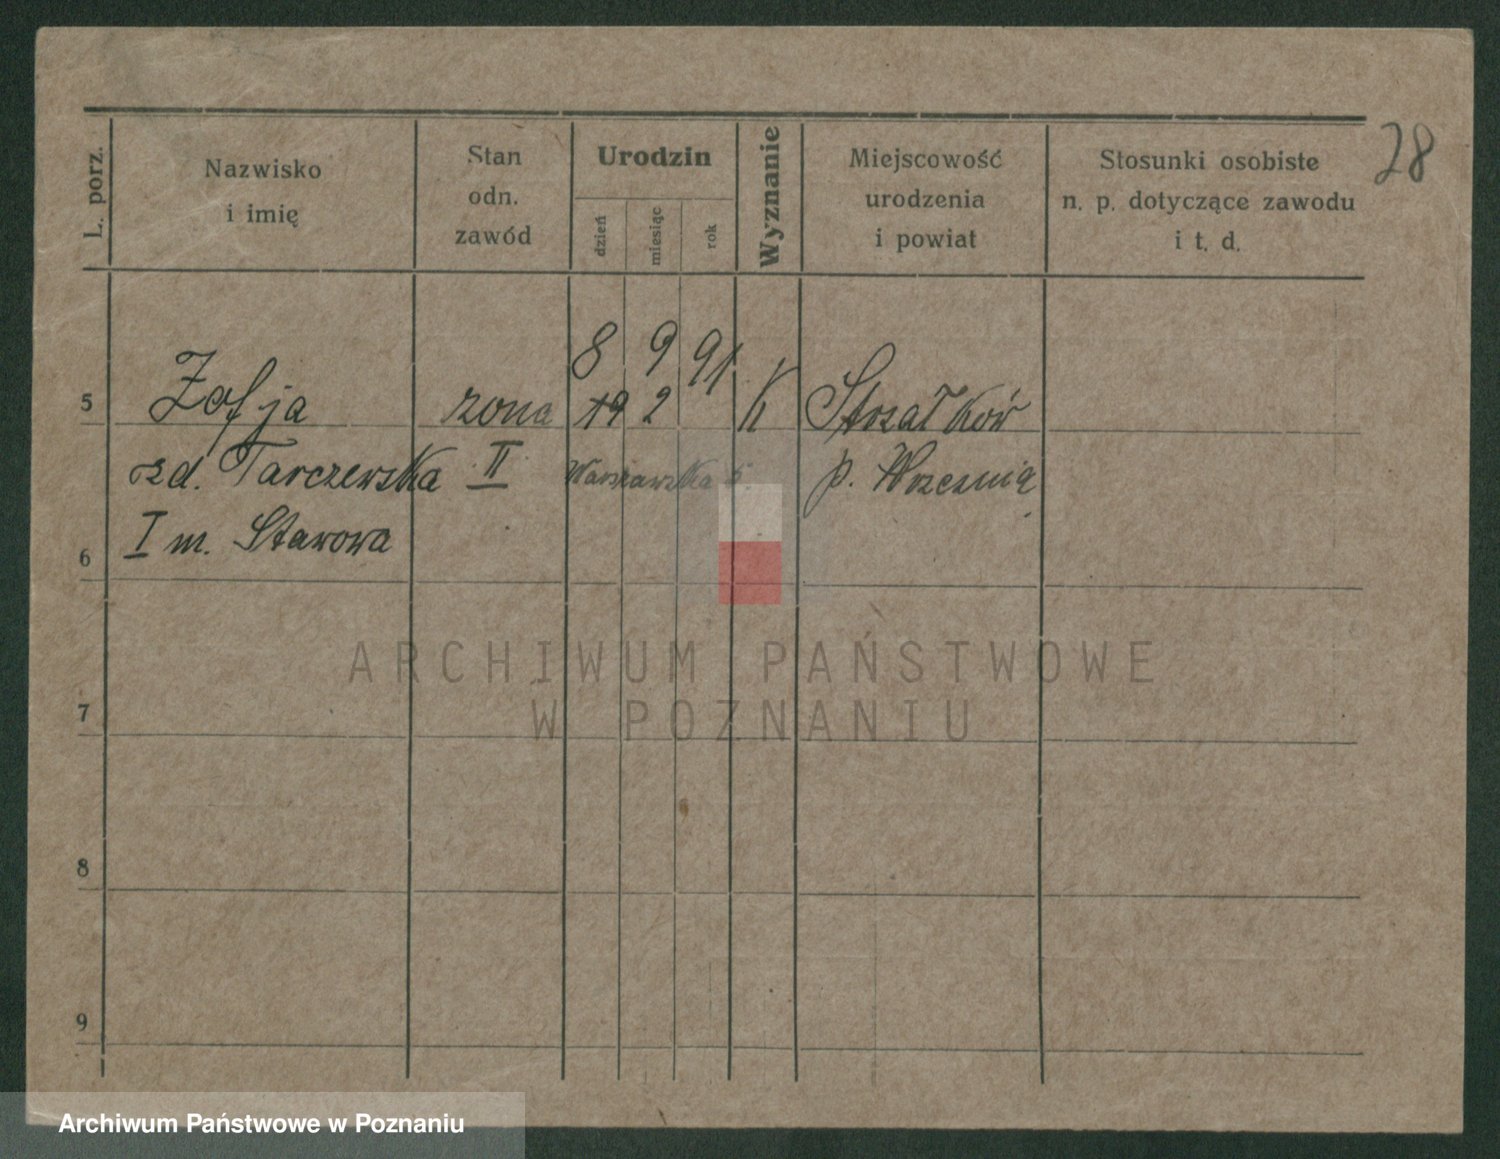 28
L. porz.
Nazwisko
i imię
Stan
odn.
zawód
Urodzin
dzień
miesiąc
rok
Wyznanie
Miejscowość
urodzenia
i powiat
Stosunki osobiste
n. p. dotyczące zawodu
i t. d.
8 9 91
5 Zofja żona 19 2 K Strzałków
zd. Tarczewska II Warszawska p. Września
I m. Stawowa
6
7
8
9
ARCHIWUM PAŃSTWOWE
W POZNANIU
Archiwum Państwowe w Poznaniu